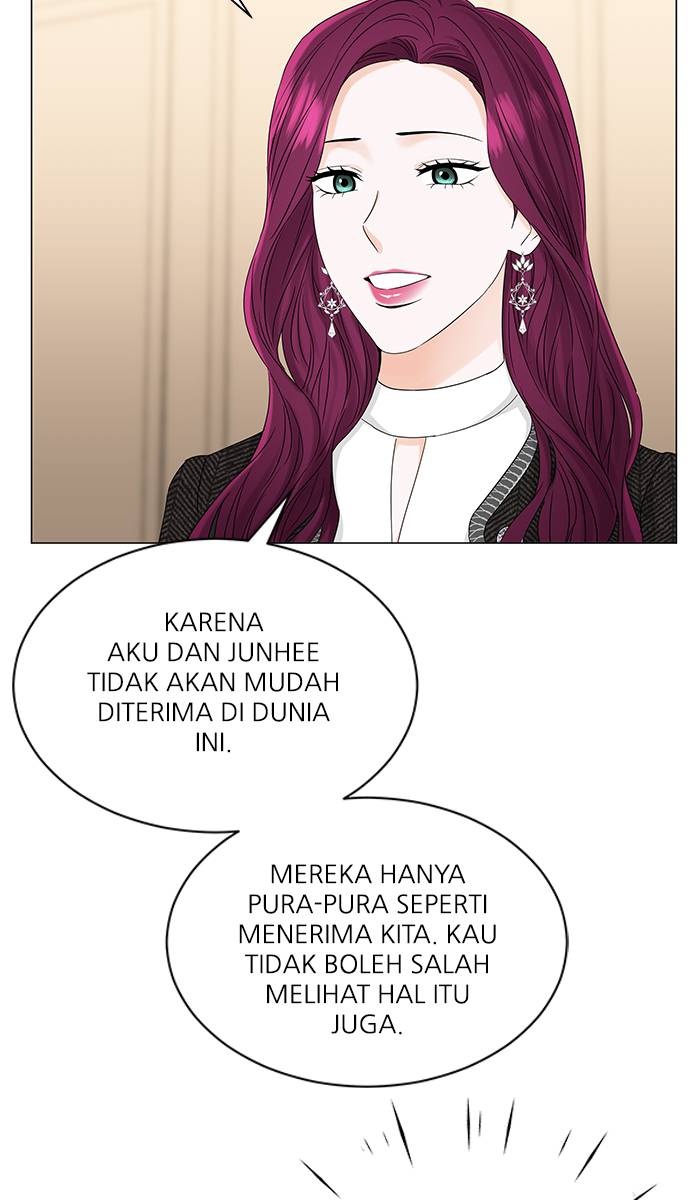 KARENA
AKU DAN JUNHEE
TIDAK AKAN MUDAH
DITERIMA DI DUNIA
INI.
MEREKA HANYA
PURA-PURA SEPERTI
MENERIMA KITA. KAU
TIDAK BOLEH SALAH
MELIHAT HAL ITU
JUGA.